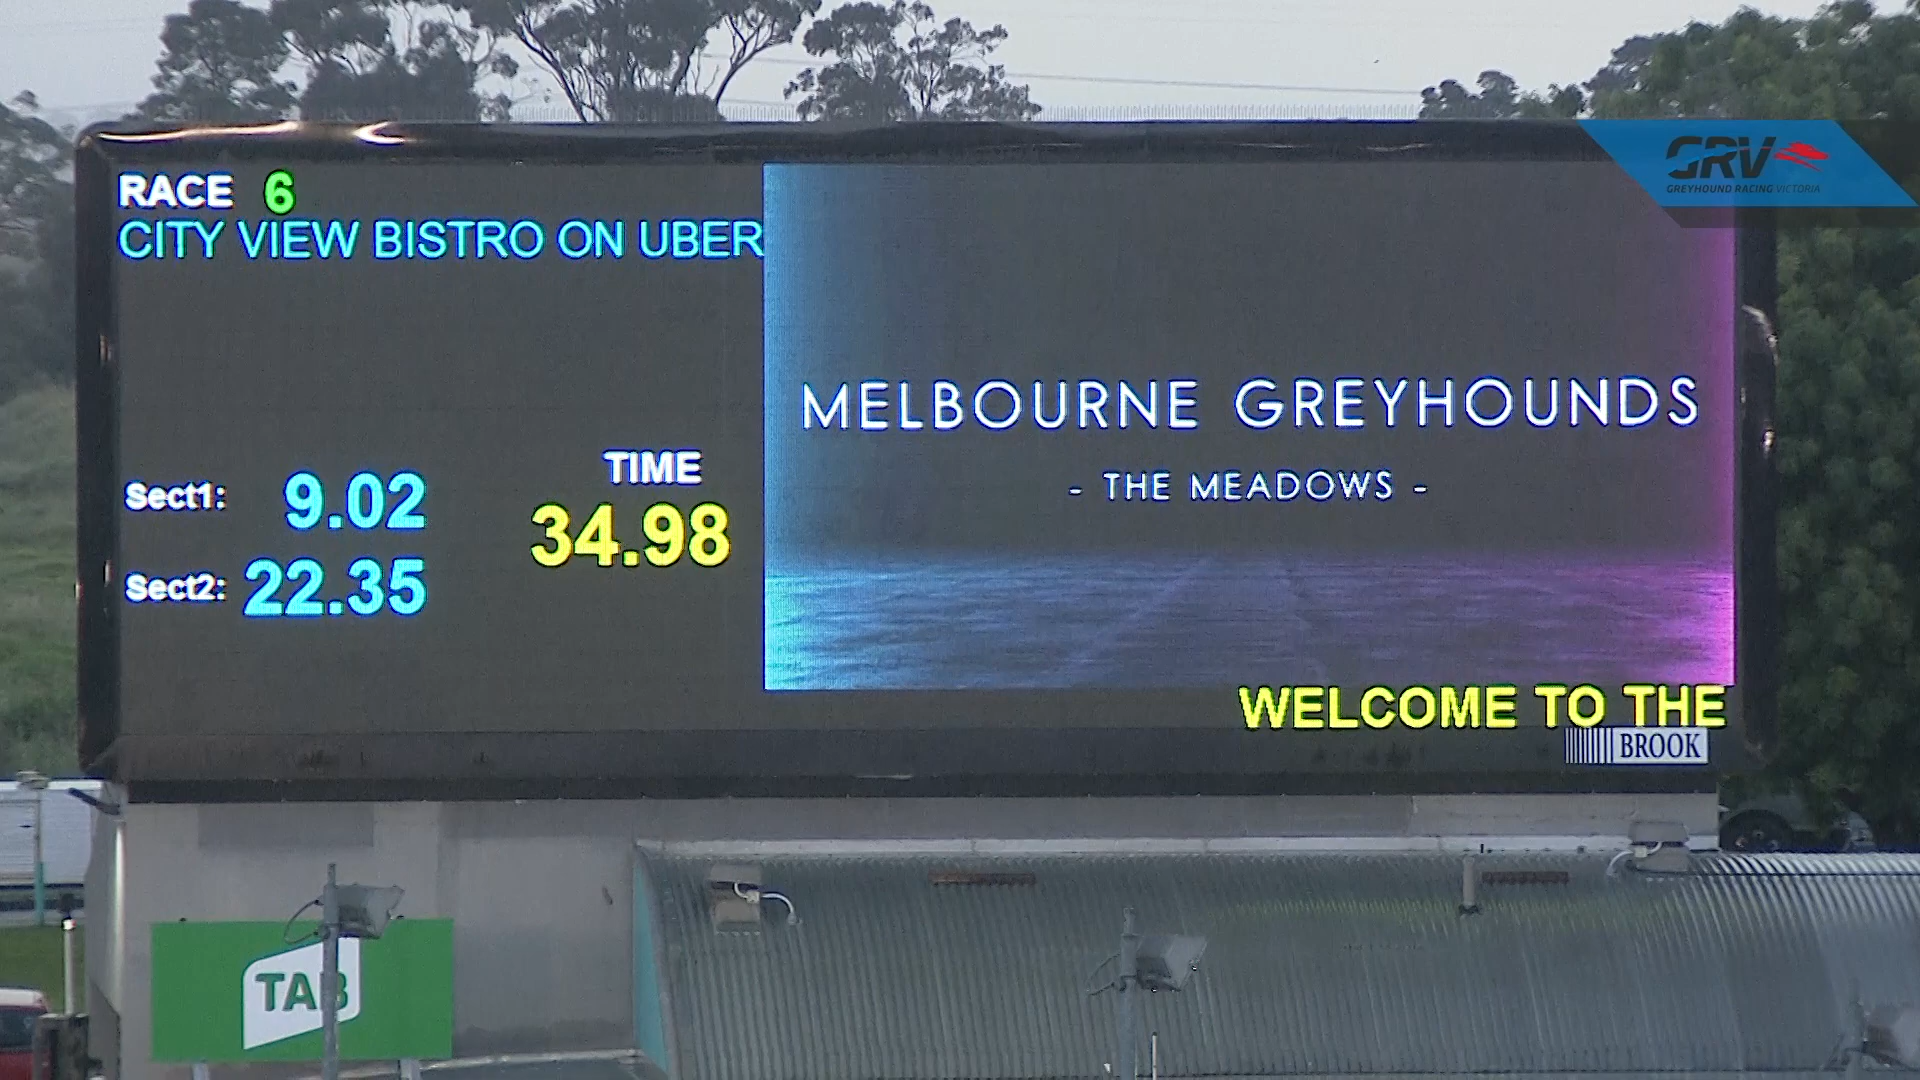 RACE 6
CITY VIEW BISTRO ON UBER
Sect1: 9.02
Sect2: 22.35
TIME
34.98
MELBOURNE GREYHOUNDS
- THE MEADOWS -
WELCOME TO THE
BROOK
GRV
GREYHOUND RACING VICTORIA
TAB